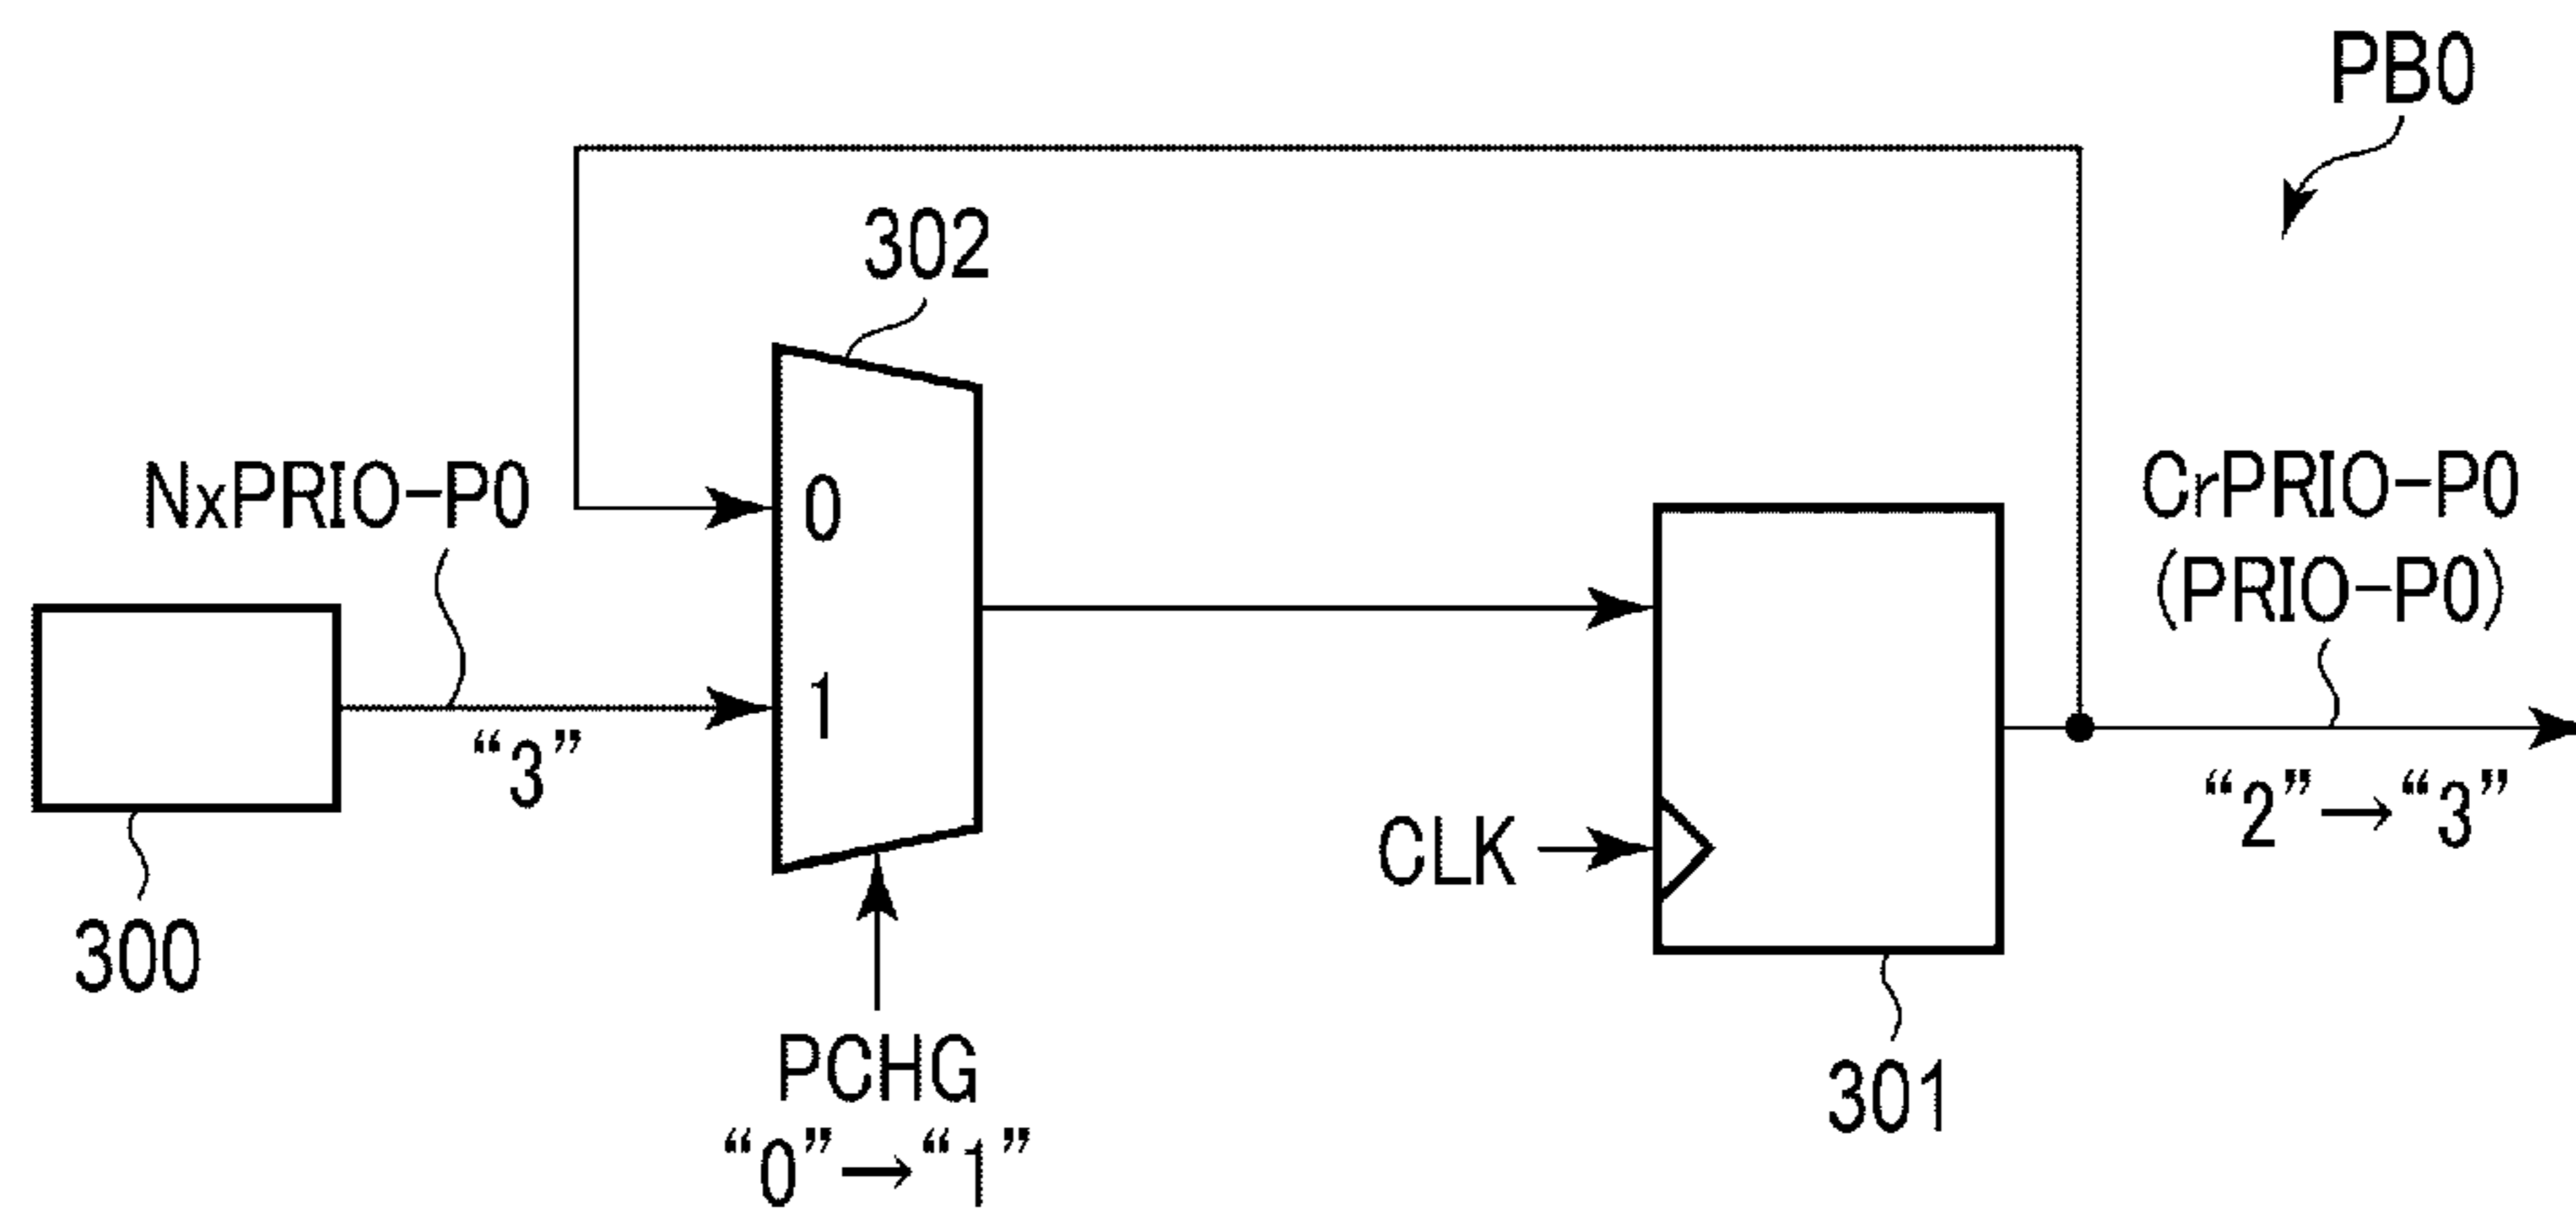 PB0
302
NxPRIO-P0
0
CrPRIO-P0
(PRIO-P0)
1
“3”
“2”→“3”
CLK
300
PCHG
“0”→“1”
301